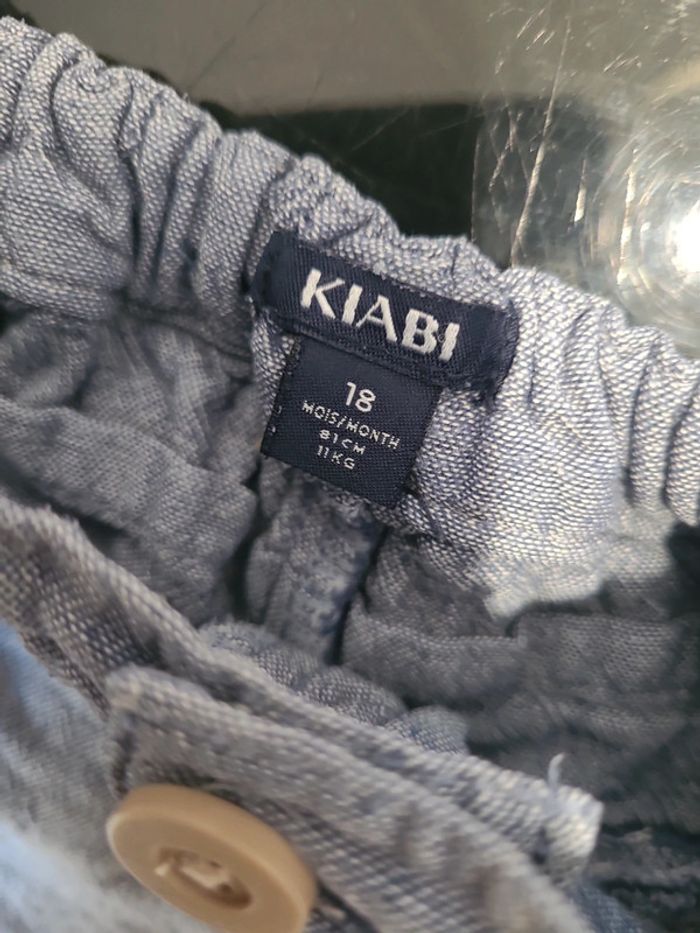 KIABI
18
MOIS/MONTH
81CM
11KG